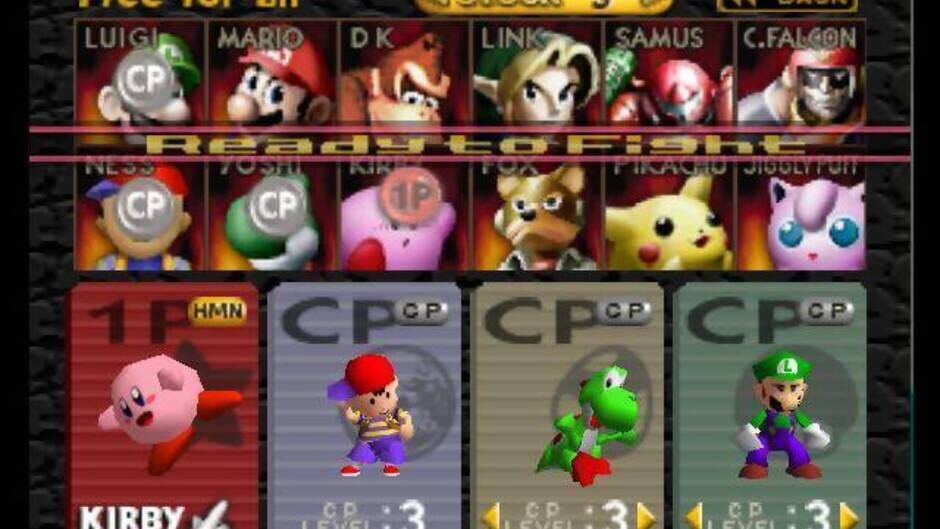 Free for all
Stock 3 BACK
LUIGI MARIO DK LINK SAMUS C.FALCON
CP
Ready to Fight
NESS YOSHI KIRBY FOX PIKACHU JIGGLYPUFF
CP CP 1P
1P HMN CP CP CP CP CP CP
L
KIRBY CP LEVEL : 3 CP LEVEL : 3 CP LEVEL : 3